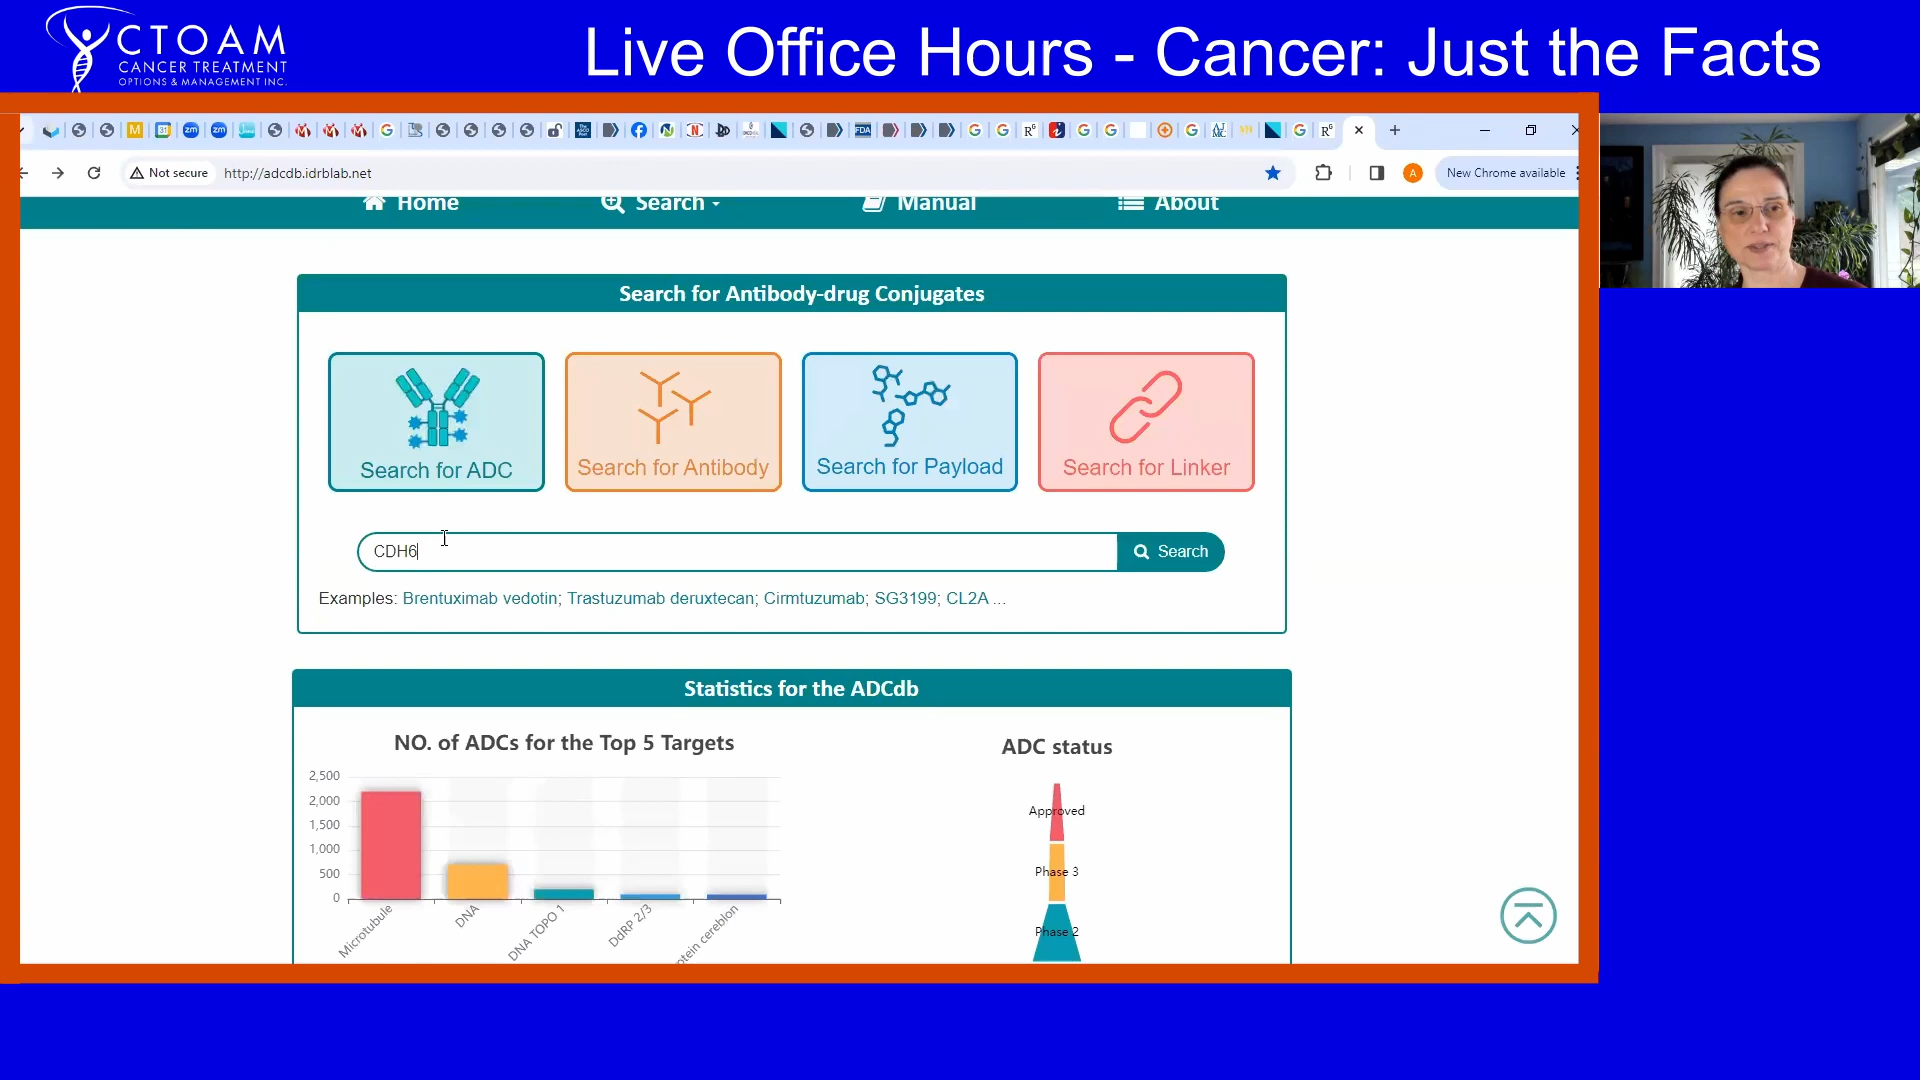 CTOAM
CANCER TREATMENT
OPTIONS & MANAGEMENT INC.
Live Office Hours - Cancer: Just the Facts
Not secure
http://adcdb.idrblab.net
New Chrome available
Home
Search
Manual
About
Search for Antibody-drug Conjugates
Search for ADC
Search for Antibody
Search for Payload
Search for Linker
CDH6
Search
Examples: Brentuximab vedotin; Trastuzumab deruxtecan; Cirmtuzumab; SG3199; CL2A ...
Statistics for the ADCdb
NO. of ADCs for the Top 5 Targets
2,500
2,000
1,500
1,000
500
0
Microtubule
DNA
DNA TOPO 1
DdRP 2/3
otein cereblon
ADC status
Approved
Phase 3
Phase 2